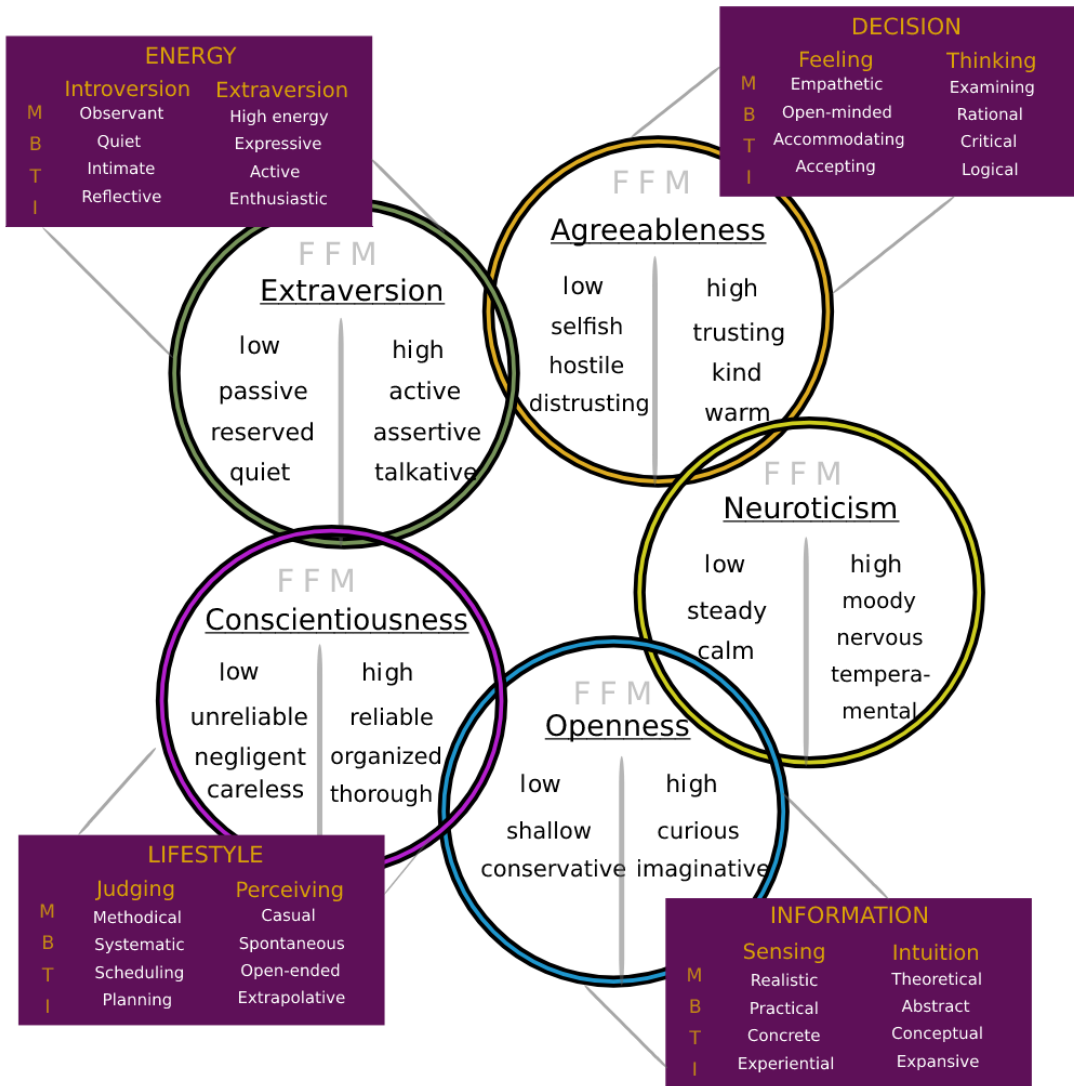 ENERGY
Introversion Extraversion
M
B
T
I
Observant High energy
Quiet Expressive
Intimate Active
Reflective Enthusiastic
DECISION
Feeling Thinking
M
B
T
I
Empathetic Examining
Open-minded Rational
Accommodating Critical
Accepting Logical
FFM
Extraversion
low high
passive active
reserved assertive
quiet talkative
FFM
Agreeableness
low high
selfish trusting
hostile kind
distrusting warm
FFM
Neuroticism
low high
steady moody
calm nervous
tempera-
mental
FFM
Conscientiousness
low high
unreliable reliable
negligent organized
careless thorough
FFM
Openness
low high
shallow curious
conservative imaginative
LIFESTYLE
Judging Perceiving
M
B
T
I
Methodical Casual
Systematic Spontaneous
Scheduling Open-ended
Planning Extrapolative
INFORMATION
Sensing Intuition
M
B
T
I
Realistic Theoretical
Practical Abstract
Concrete Conceptual
Experiential Expansive